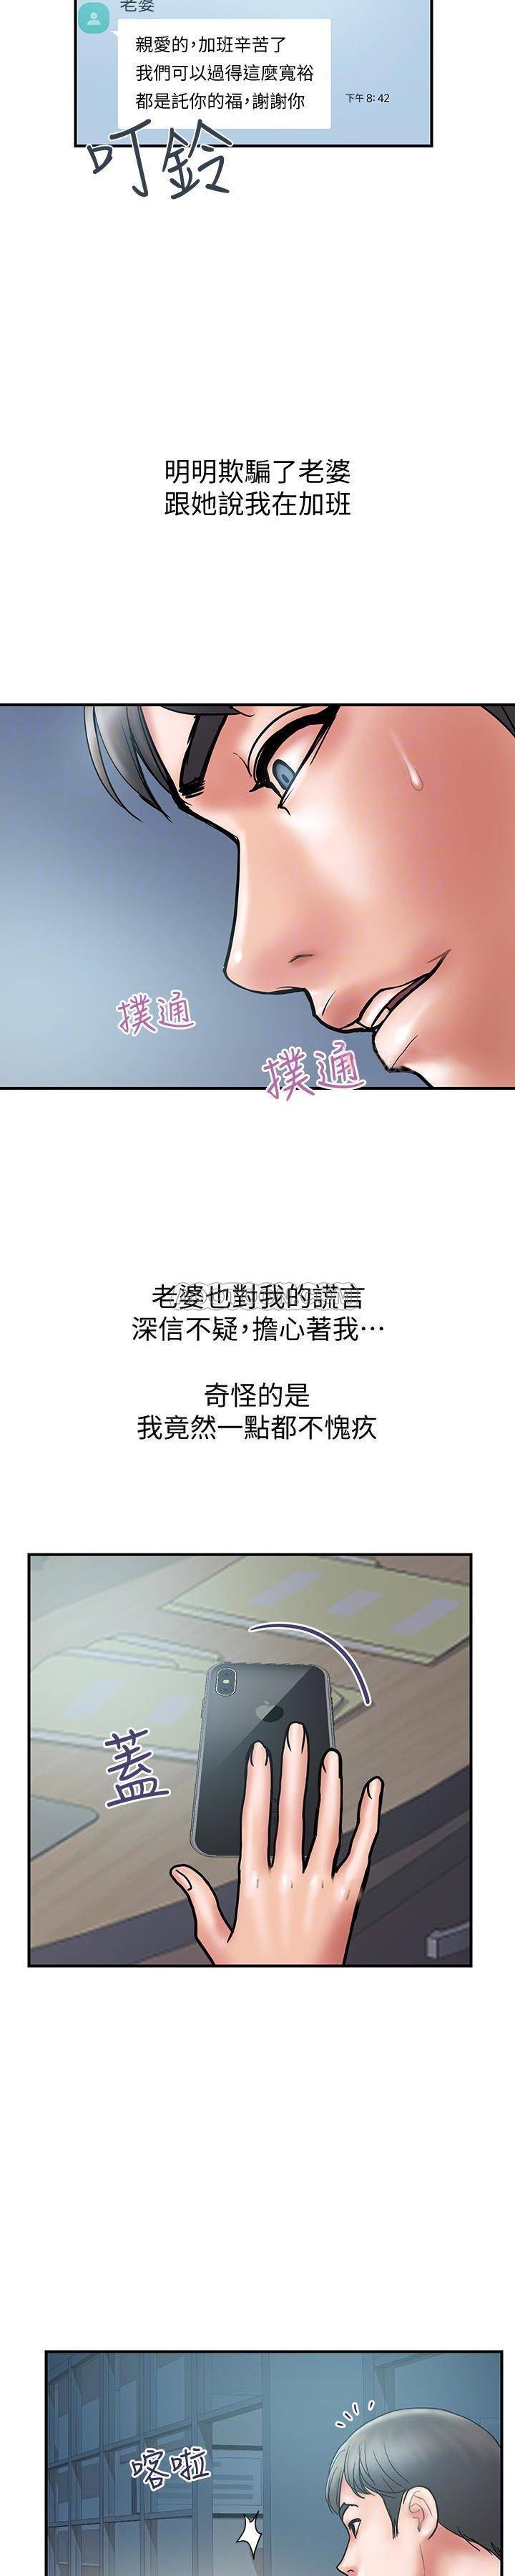 老婆
親愛的,加班辛苦了
我們可以過得這麼寬裕
都是託你的福,謝謝你
下午 8:42
叮鈴
明明欺騙了老婆
跟她說我在加班
撲通
撲通
老婆也對我的謊言
深信不疑,擔心著我…
奇怪的是
我竟然一點都不愧疚
蓋
喀啦